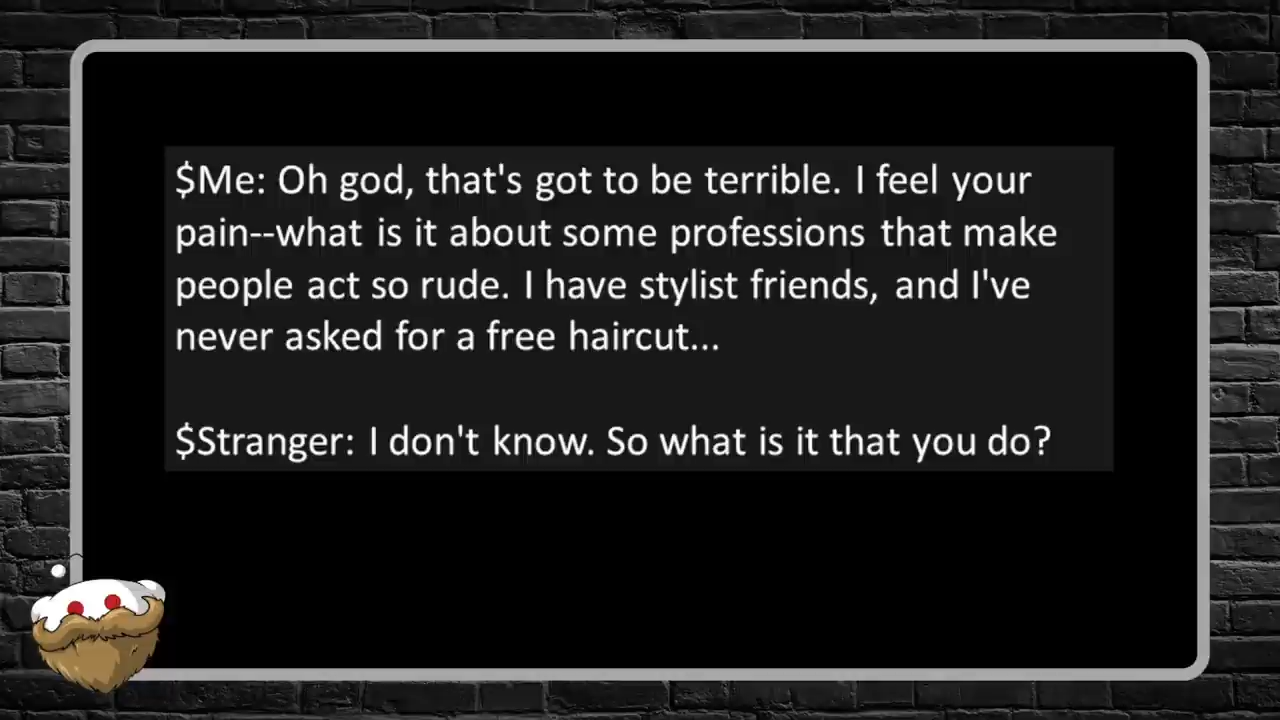 $Me: Oh god, that's got to be terrible. I feel your
pain--what is it about some professions that make
people act so rude. I have stylist friends, and I've
never asked for a free haircut...
$Stranger: I don't know. So what is it that you do?